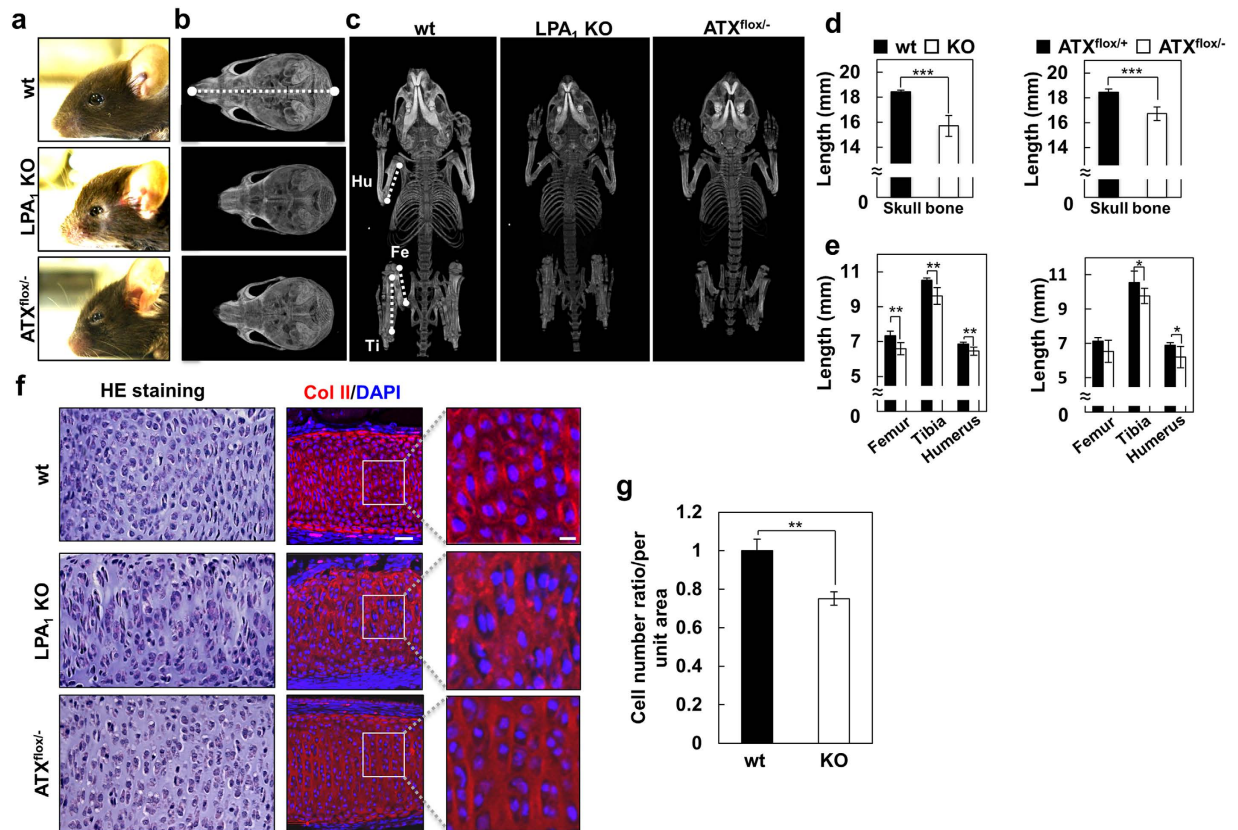 a
wt
LPA₁ KO
ATXflox/-
b
c
wt
LPA₁ KO
ATXflox/-
Hu
Fe
Ti
d
wt
KO
Length (mm)
20
18
16
14
≈
0
***
Skull bone
ATXflox/+
ATXflox/-
Length (mm)
20
18
16
14
≈
0
***
Skull bone
e
Length (mm)
11
9
7
5
≈
0
**
**
**
Femur
Tibia
Humerus
Length (mm)
11
9
7
5
≈
0
*
*
Femur
Tibia
Humerus
f
HE staining
Col II/DAPI
wt
LPA₁ KO
ATXflox/-
g
Cell number ratio/per
unit area
1.2
1
0.8
0.6
0.4
0.2
0
**
wt
KO